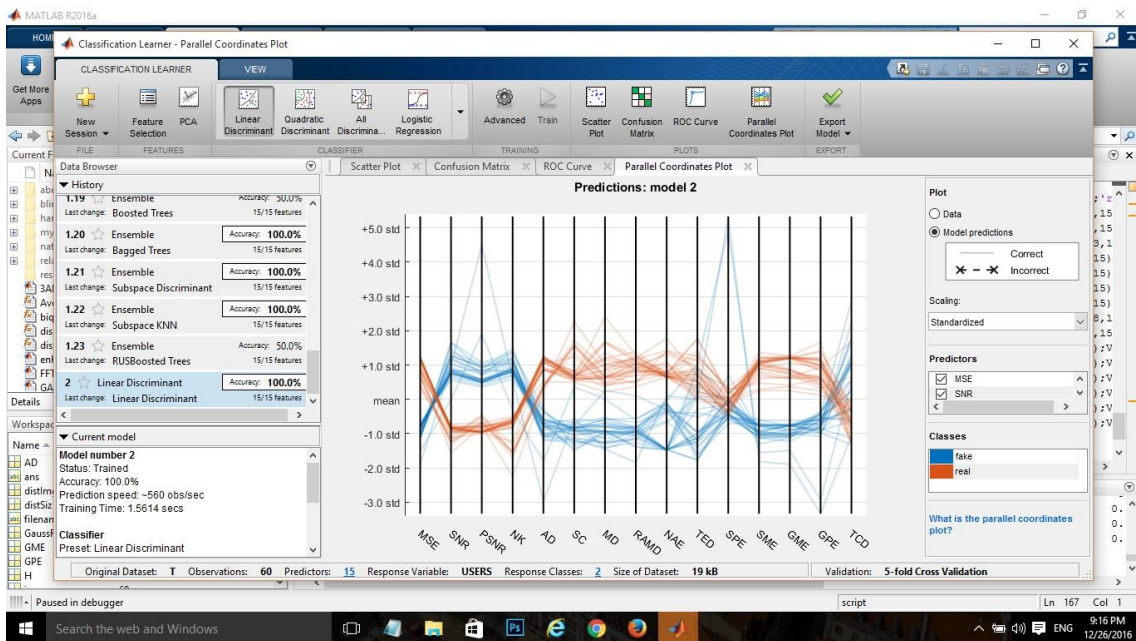 MATLAB R2016a
HOM
Classification Learner - Parallel Coordinates Plot
CLASSIFICATION LEARNER VIEW
Get More Apps
New Session
Feature Selection
PCA
Linear Discriminant
Quadratic Discriminant
All Discrimina...
Logistic Regression
Advanced
Train
Scatter Plot
Confusion Matrix
ROC Curve
Parallel Coordinates Plot
Export Model
FILE FEATURES CLASSIFIER TRAINING PLOTS EXPORT
Current F
Data Browser
Scatter Plot Confusion Matrix ROC Curve Parallel Coordinates Plot
History
1.19 Ensemble Accuracy: 50.0%
Last change: Boosted Trees 15/15 features
1.20 Ensemble Accuracy: 100.0%
Last change: Bagged Trees 15/15 features
1.21 Ensemble Accuracy: 100.0%
Last change: Subspace Discriminant 15/15 features
1.22 Ensemble Accuracy: 100.0%
Last change: Subspace KNN 15/15 features
1.23 Ensemble Accuracy: 50.0%
Last change: RUSBoosted Trees 15/15 features
2 Linear Discriminant Accuracy: 100.0%
Last change: Linear Discriminant 15/15 features
Current model
Model number 2
Status: Trained
Accuracy: 100.0%
Prediction speed: ~560 obs/sec
Training Time: 1.5614 secs
Classifier
Preset: Linear Discriminant
Predictions: model 2
+5.0 std
+4.0 std
+3.0 std
+2.0 std
+1.0 std
mean
-1.0 std
-2.0 std
-3.0 std
MSE SNR PSNR NK AD SC MD RAMD NAE TED SPE SME GME GPE TCD
Plot
Data
Model predictions
Correct
Incorrect
Scaling:
Standardized
Predictors
MSE
SNR
Classes
fake
real
What is the parallel coordinates plot?
Details
Workspac
Name
AD
ans
distIm
distSiz
filenan
GaussF
GME
GPE
H
Original Dataset: T Observations: 60 Predictors: 15 Response Variable: USERS Response Classes: 2 Size of Dataset: 19 kB Validation: 5-fold Cross Validation
Paused in debugger script Ln 167 Col 1
Search the web and Windows
Ps
ENG
9:16 PM
12/26/2016